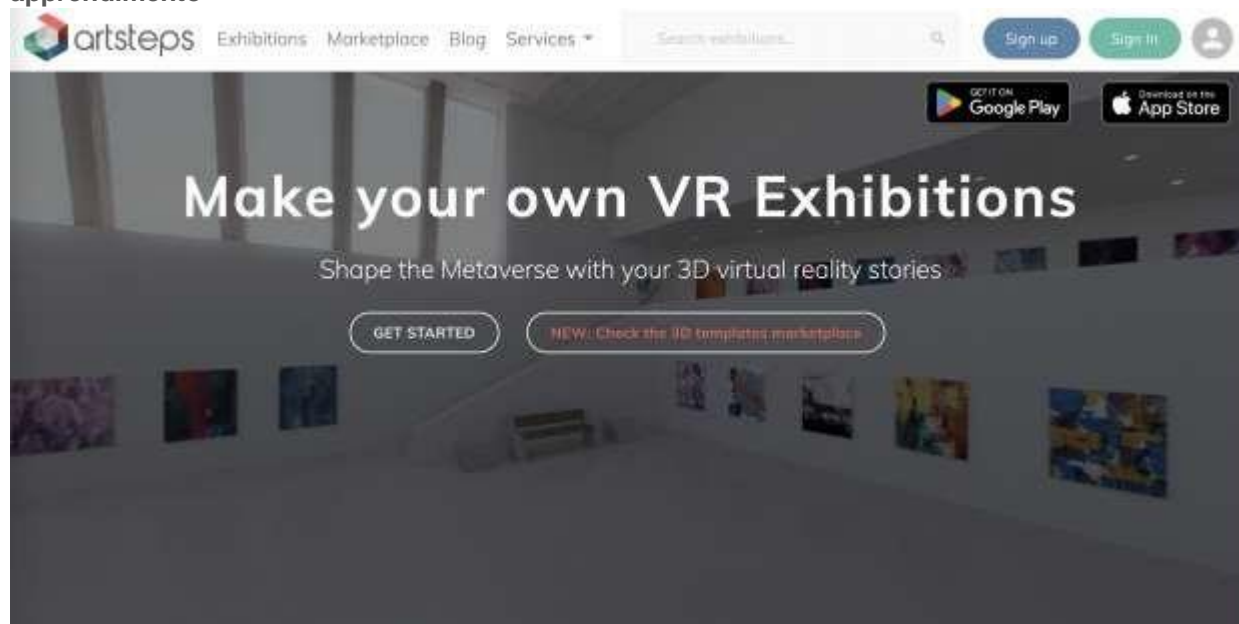 apprendimento
artsteps Exhibitions Marketplace Blog Services Search exhibitions... Sign up Sign in
GET IT ON
Google Play
Download on the
App Store
Make your own VR Exhibitions
Shape the Metaverse with your 3D virtual reality stories
GET STARTED
NEW: Check the 3D templates marketplace